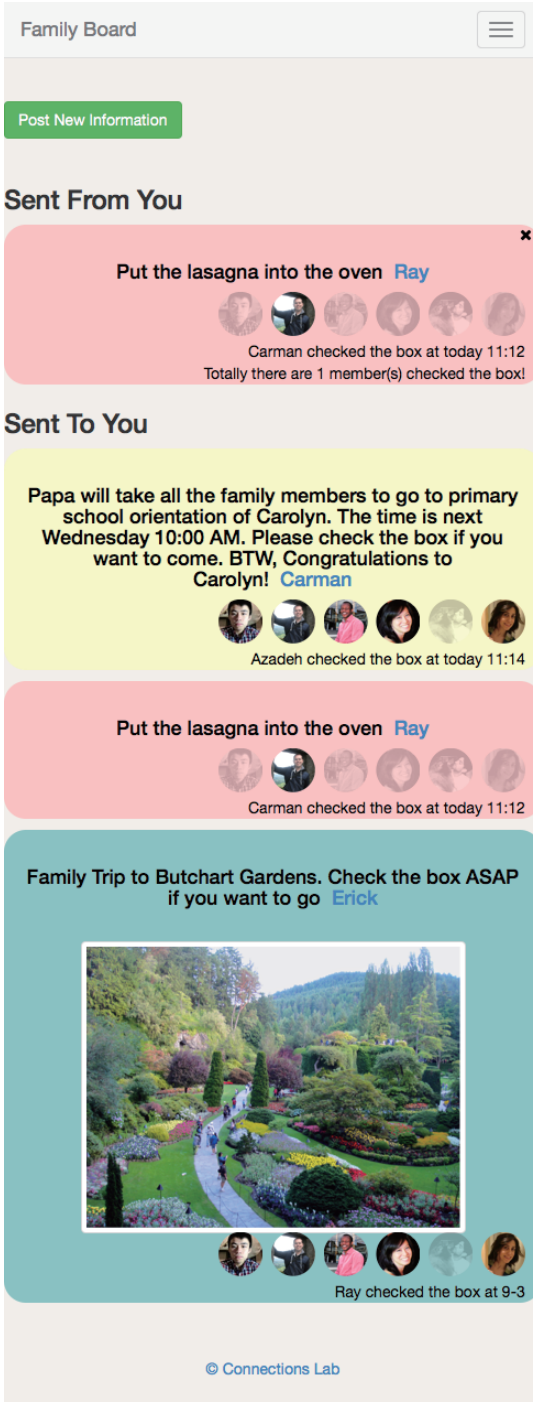 Family Board
Post New Information
Sent From You
Put the lasagna into the oven Ray
Carman checked the box at today 11:12
Totally there are 1 member(s) checked the box!
Sent To You
Papa will take all the family members to go to primary
school orientation of Carolyn. The time is next
Wednesday 10:00 AM. Please check the box if you
want to come. BTW, Congratulations to
Carolyn! Carman
Azadeh checked the box at today 11:14
Put the lasagna into the oven Ray
Carman checked the box at today 11:12
Family Trip to Butchart Gardens. Check the box ASAP
if you want to go Erick
Ray checked the box at 9-3
© Connections Lab